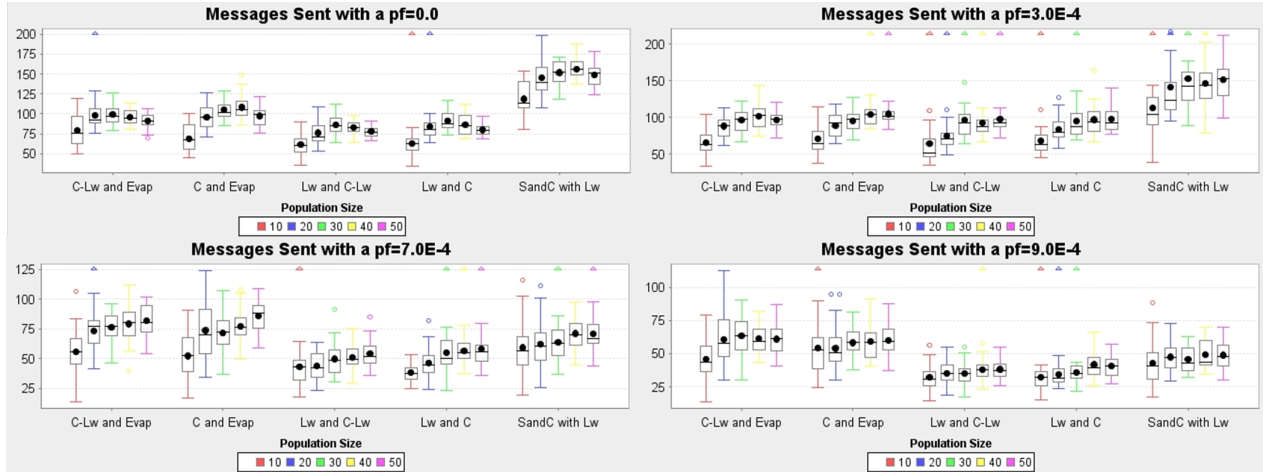 Messages Sent with a pf=0.0
200
175
150
125
100
75
50
C-Lw and Evap
C and Evap
Lw and C-Lw
Lw and C
SandC with Lw
Population Size
10 20 30 40 50
Messages Sent with a pf=3.0E-4
200
150
100
50
C-Lw and Evap
C and Evap
Lw and C-Lw
Lw and C
SandC with Lw
Population Size
10 20 30 40 50
Messages Sent with a pf=7.0E-4
125
100
75
50
25
C-Lw and Evap
C and Evap
Lw and C-Lw
Lw and C
SandC with Lw
Population Size
10 20 30 40 50
Messages Sent with a pf=9.0E-4
100
75
50
25
C-Lw and Evap
C and Evap
Lw and C-Lw
Lw and C
SandC with Lw
Population Size
10 20 30 40 50